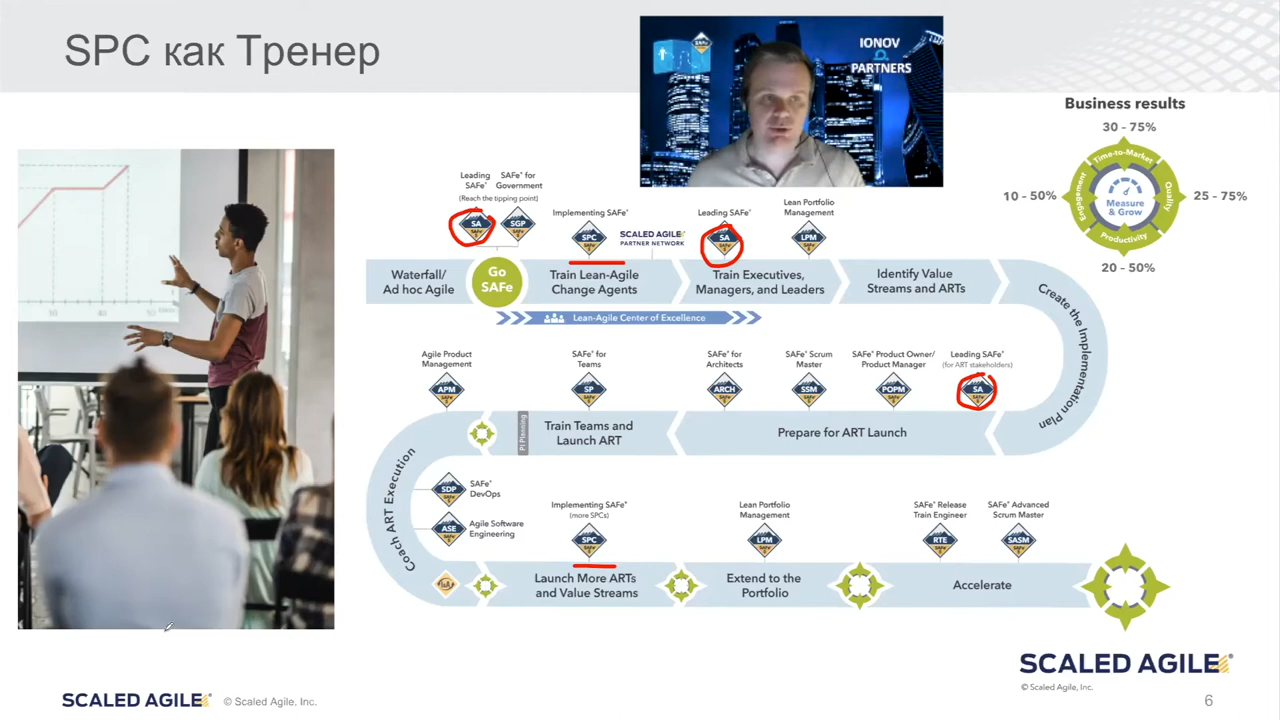 SPC как Тренер
IONOV
PARTNERS
Business results
30 – 75%
10 – 50%
25 – 75%
20 – 50%
Time-to-Market
Engagement
Quality
Productivity
Measure
& Grow
Leading
SAFe®
SAFe® for
Government
(Reach the tipping point)
SA
SGP
Implementing SAFe®
SPC
SCALED AGILE®
PARTNER NETWORK
Leading SAFe®
SA
Lean Portfolio
Management
LPM
Waterfall/
Ad hoc Agile
Go
SAFe
Train Lean-Agile
Change Agents
Train Executives,
Managers, and Leaders
Identify Value
Streams and ARTs
Lean-Agile Center of Excellence
Create the Implementation Plan
Agile Product
Management
APM
SAFe® for
Teams
SP
SAFe® for
Architects
ARCH
SAFe® Scrum
Master
SSM
SAFe® Product Owner/
Product Manager
POPM
Leading SAFe®
(for ART stakeholders)
SA
PI Planning
Train Teams and
Launch ART
Prepare for ART Launch
Coach ART Execution
SDP
SAFe®
DevOps
ASE
Agile Software
Engineering
Implementing SAFe®
(more SPCs)
SPC
Lean Portfolio
Management
LPM
SAFe® Release
Train Engineer
RTE
SAFe® Advanced
Scrum Master
SASM
I&A
Launch More ARTs
and Value Streams
Extend to the
Portfolio
Accelerate
SCALED AGILE®
© Scaled Agile, Inc.
SCALED AGILE®
© Scaled Agile, Inc.
6